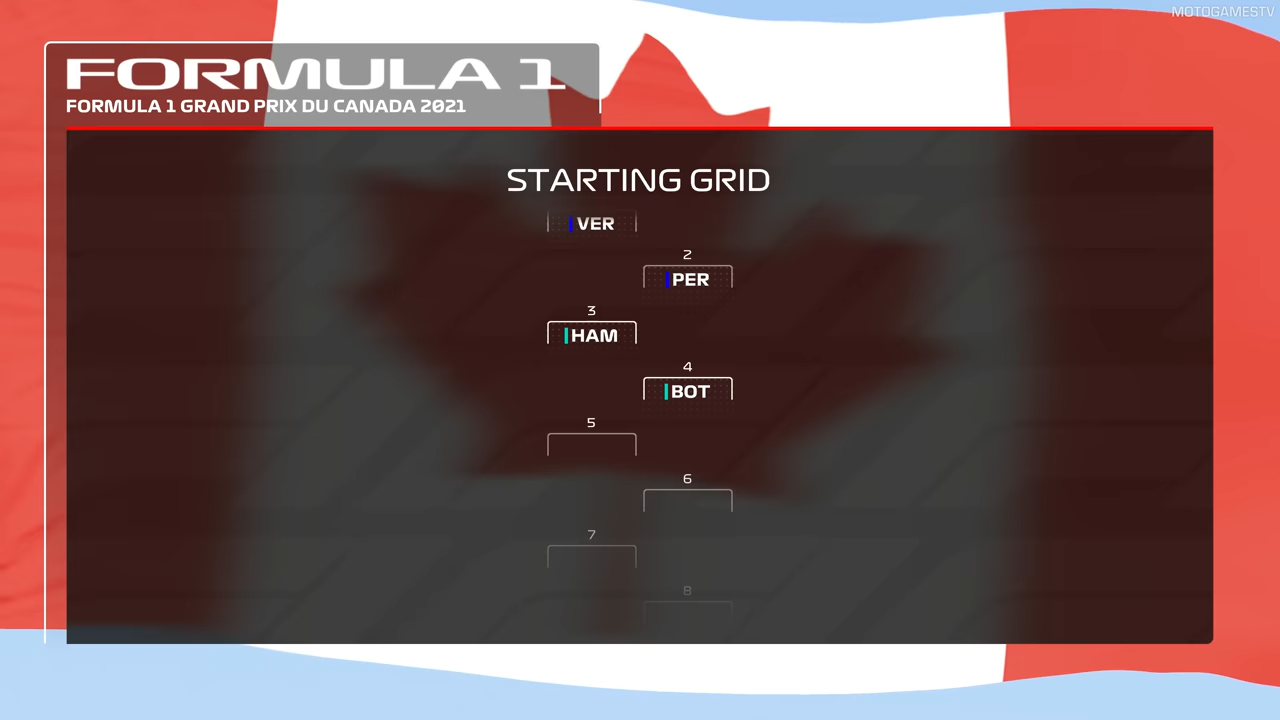 MOTOGAMESTV
FORMULA 1
FORMULA 1 GRAND PRIX DU CANADA 2021
STARTING GRID
VER
2
PER
3
HAM
4
BOT
5
6
7
8